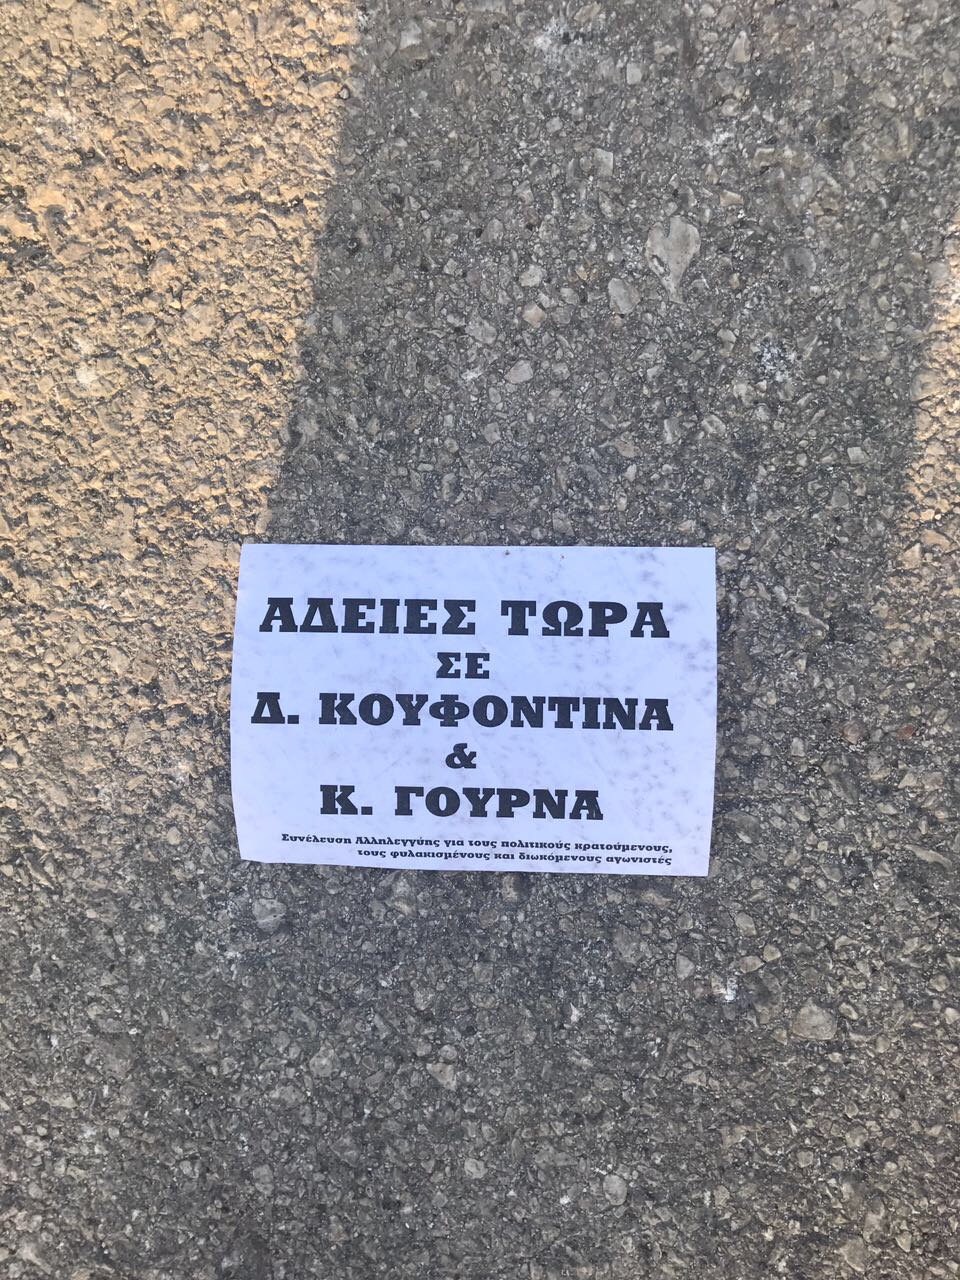 ΑΔΕΙΕΣ ΤΩΡΑ
ΣΕ
Δ. ΚΟΥΦΟΝΤΙΝΑ
&
Κ. ΓΟΥΡΝΑ
Συνέλευση Αλληλεγγύης για τους πολιτικούς κρατούμενους,
τους φυλακισμένους και διωκόμενους αγωνιστές